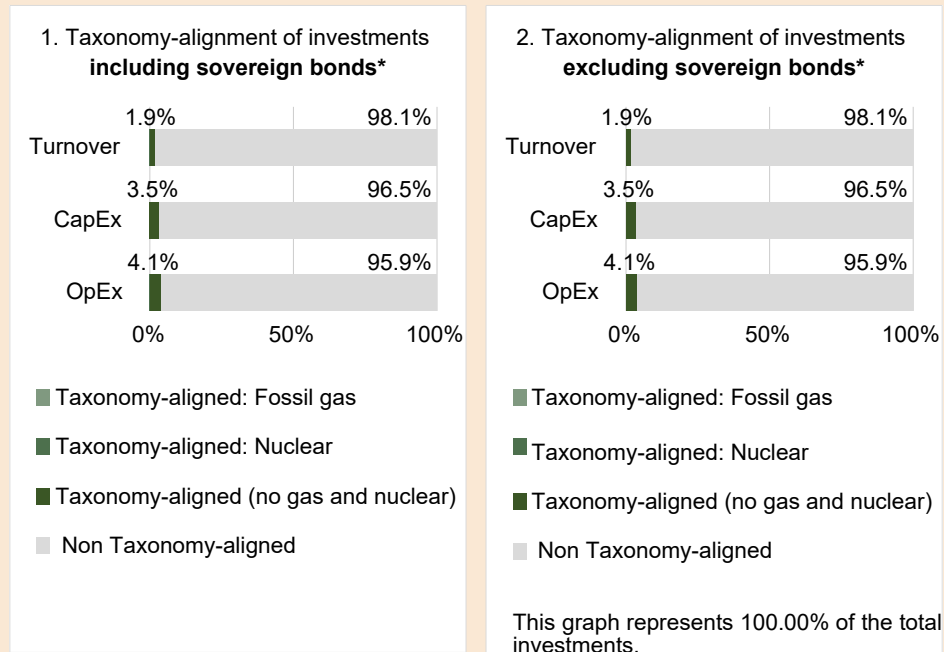 1. Taxonomy-alignment of investments
including sovereign bonds*
1.9% 98.1%
Turnover
3.5% 96.5%
CapEx
4.1% 95.9%
OpEx
0% 50% 100%
Taxonomy-aligned: Fossil gas
Taxonomy-aligned: Nuclear
Taxonomy-aligned (no gas and nuclear)
Non Taxonomy-aligned
2. Taxonomy-alignment of investments
excluding sovereign bonds*
1.9% 98.1%
Turnover
3.5% 96.5%
CapEx
4.1% 95.9%
OpEx
0% 50% 100%
Taxonomy-aligned: Fossil gas
Taxonomy-aligned: Nuclear
Taxonomy-aligned (no gas and nuclear)
Non Taxonomy-aligned
This graph represents 100.00% of the total
investments.